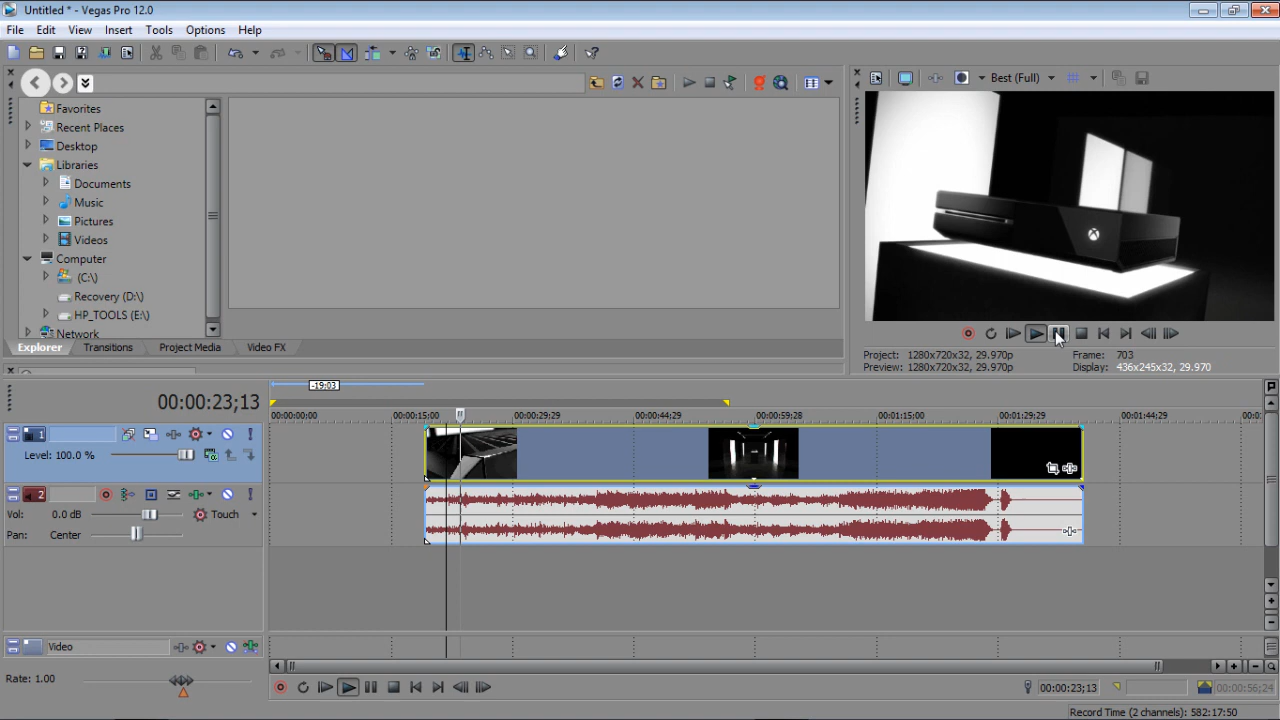 Untitled * - Vegas Pro 12.0
File Edit View Insert Tools Options Help
Best (Full)
Favorites
Recent Places
Desktop
Libraries
Documents
Music
Pictures
Videos
Computer
(C:\)
Recovery (D:\)
HP_TOOLS (E:\)
Network
Explorer Transitions Project Media Video FX
Project: 1280x720x32, 29.970p Frame: 703
Preview: 1280x720x32, 29.970p Display: 436x245x32, 29.970
-19:03
00:00:23;13
00:00:00;00 00:00:15;00 00:00:29;29 00:00:44;29 00:00:59;28 00:01:15;00 00:01:29;29 00:01:44;29 00:0
1
Level: 100.0 %
2
Vol: 0.0 dB Touch
Pan: Center
Video
Rate: 1.00
00:00:23;13 00:00:56;24
Record Time (2 channels): 582:17:50